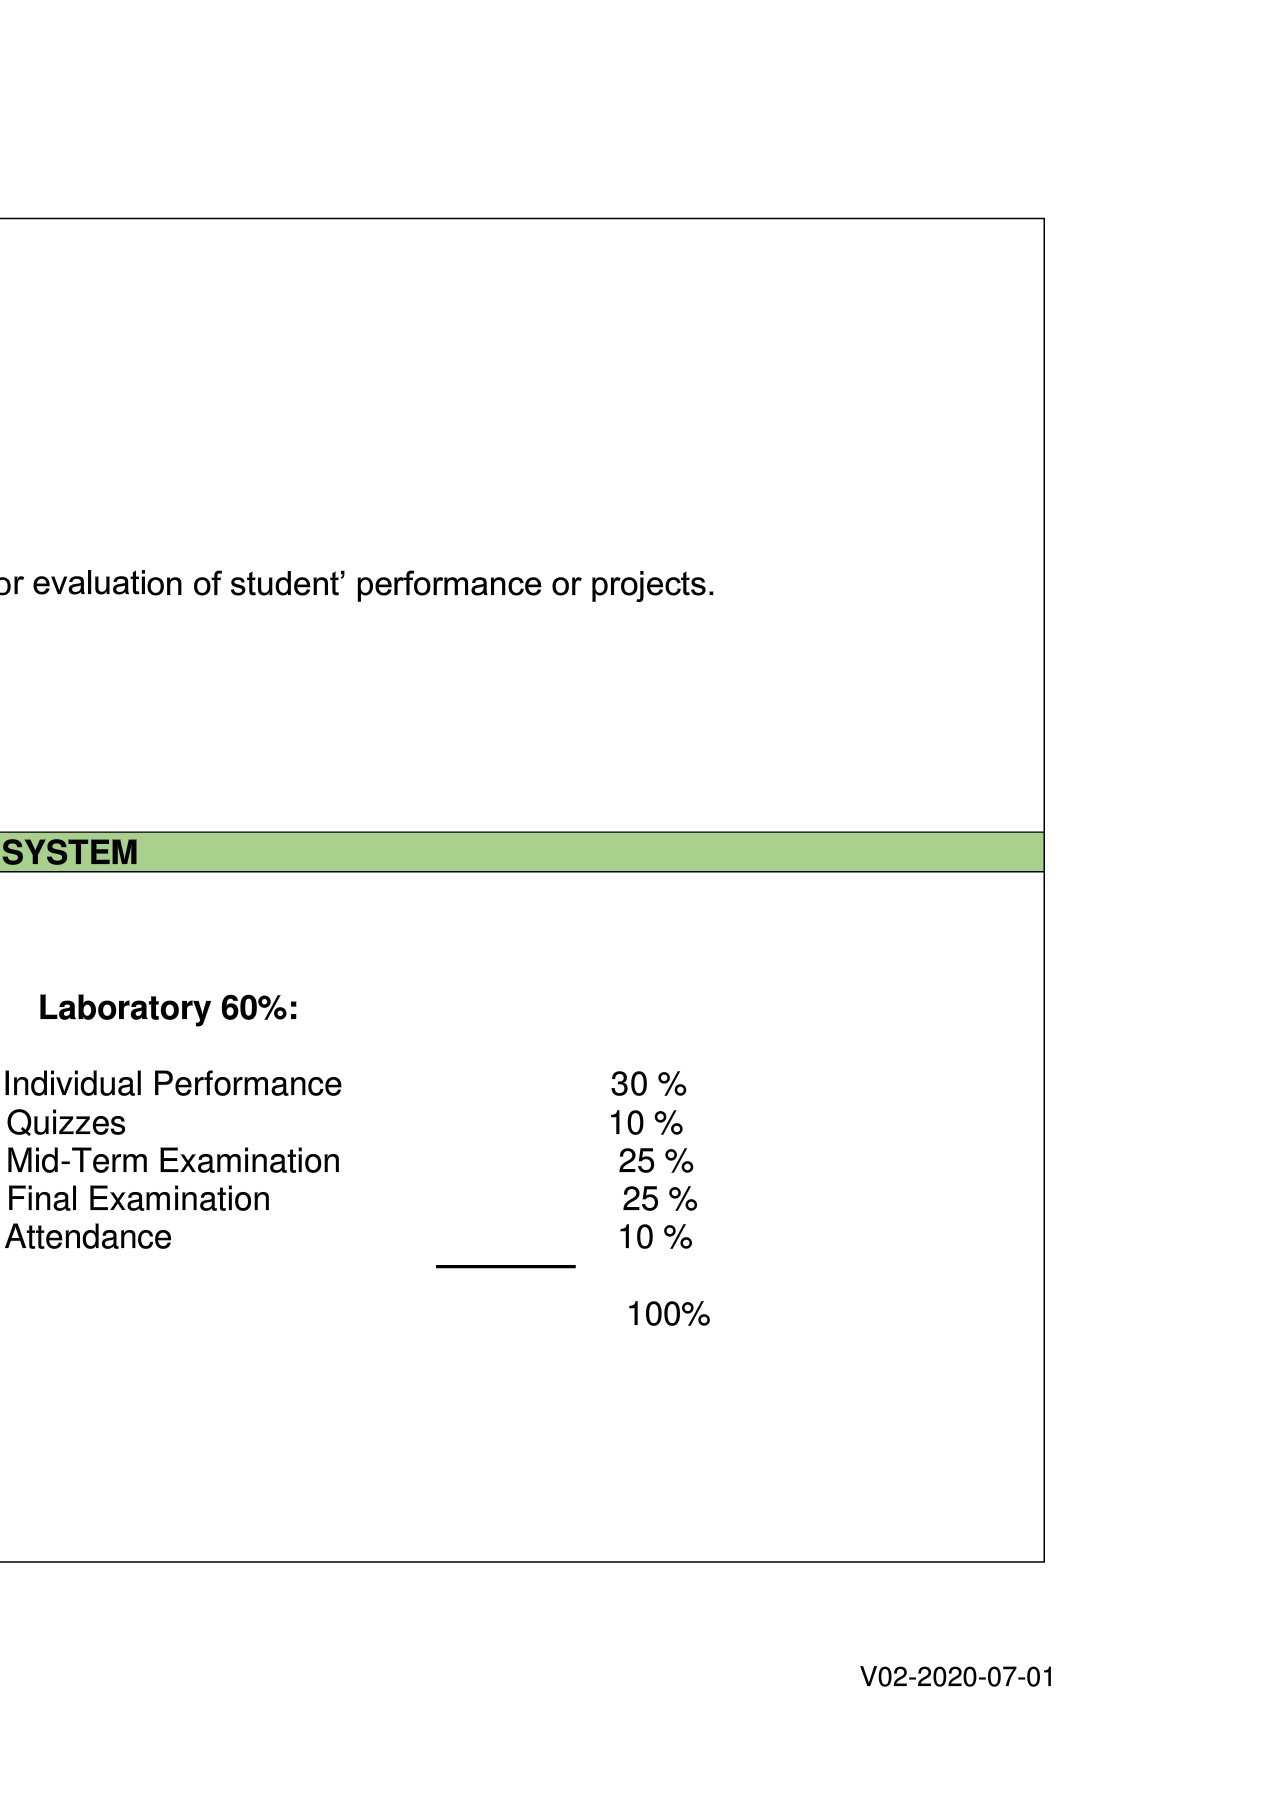 or evaluation of student’ performance or projects.
SYSTEM
Laboratory 60%:
Individual Performance 30 %
Quizzes 10 %
Mid-Term Examination 25 %
Final Examination 25 %
Attendance 10 %
100%
V02-2020-07-01